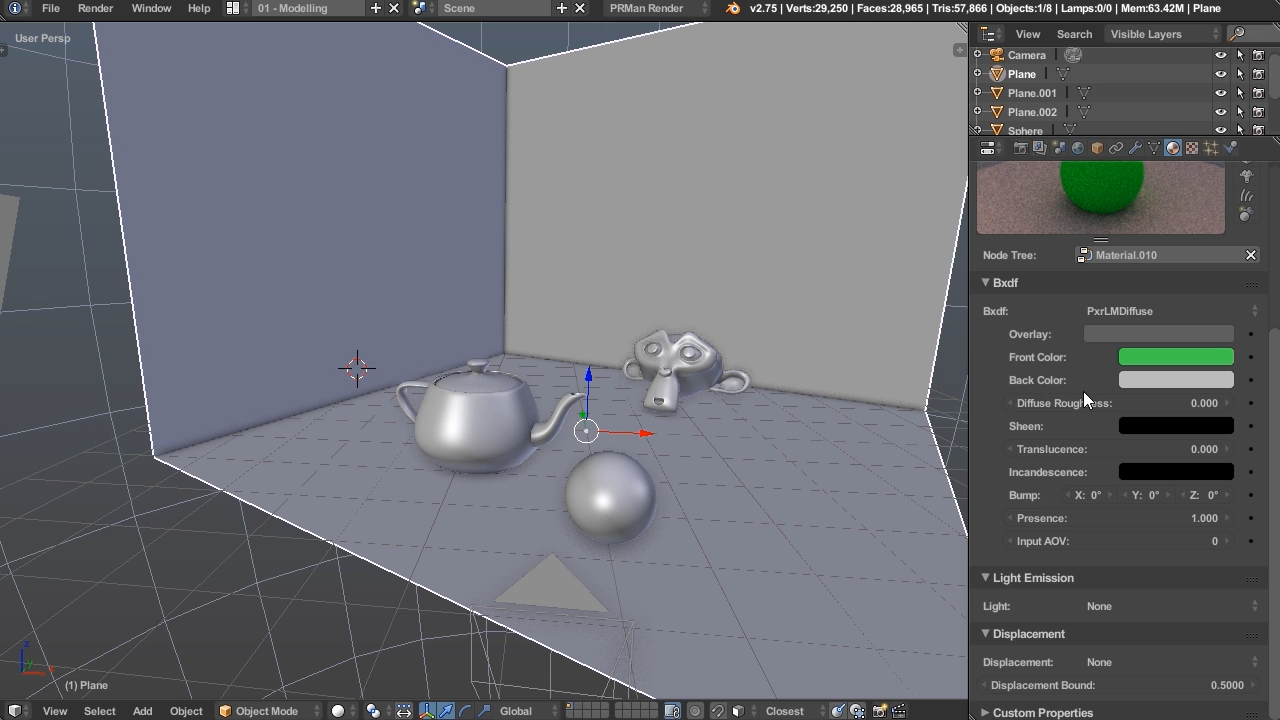 File Render Window Help 01 - Modelling Scene PRMan Render v2.75 | Verts:29,250 | Faces:28,965 | Tris:57,866 | Objects:1/8 | Lamps:0/0 | Mem:63.42M | Plane
User Persp
View Search Visible Layers
Camera
Plane
Plane.001
Plane.002
Sphere
Node Tree: Material.010
Bxdf
Bxdf: PxrLMDiffuse
Overlay:
Front Color:
Back Color:
Diffuse Roughness: 0.000
Sheen:
Translucence: 0.000
Incandescence:
Bump: X: 0° Y: 0° Z: 0°
Presence: 1.000
Input AOV: 0
Light Emission
Light: None
Displacement
Displacement: None
Displacement Bound: 0.5000
Custom Properties
z
y
x
(1) Plane
View Select Add Object Object Mode Global Closest